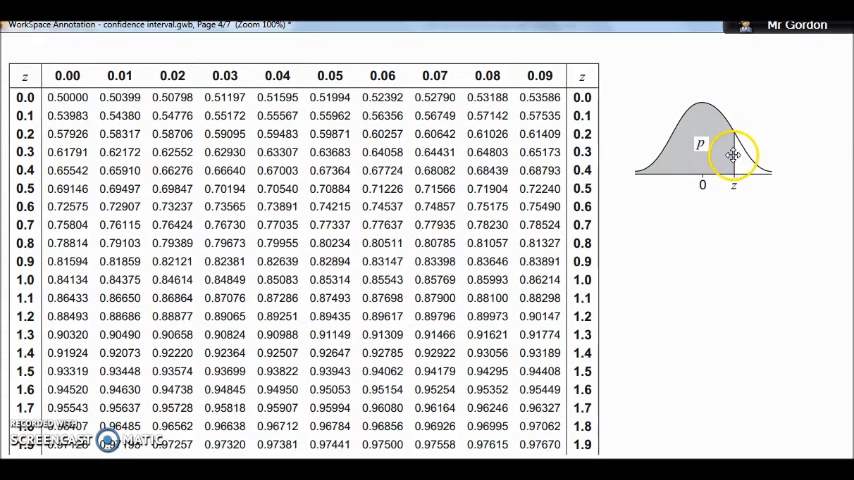 WorkSpace Annotation - confidence interval.gwb, Page 4/7 (Zoom 100%) *
Mr Gordon
z 0.00 0.01 0.02 0.03 0.04 0.05 0.06 0.07 0.08 0.09 z
0.0 0.50000 0.50399 0.50798 0.51197 0.51595 0.51994 0.52392 0.52790 0.53188 0.53586 0.0
0.1 0.53983 0.54380 0.54776 0.55172 0.55567 0.55962 0.56356 0.56749 0.57142 0.57535 0.1
0.2 0.57926 0.58317 0.58706 0.59095 0.59483 0.59871 0.60257 0.60642 0.61026 0.61409 0.2
0.3 0.61791 0.62172 0.62552 0.62930 0.63307 0.63683 0.64058 0.64431 0.64803 0.65173 0.3
0.4 0.65542 0.65910 0.66276 0.66640 0.67003 0.67364 0.67724 0.68082 0.68439 0.68793 0.4
0.5 0.69146 0.69497 0.69847 0.70194 0.70540 0.70884 0.71226 0.71566 0.71904 0.72240 0.5
0.6 0.72575 0.72907 0.73237 0.73565 0.73891 0.74215 0.74537 0.74857 0.75175 0.75490 0.6
0.7 0.75804 0.76115 0.76424 0.76730 0.77035 0.77337 0.77637 0.77935 0.78230 0.78524 0.7
0.8 0.78814 0.79103 0.79389 0.79673 0.79955 0.80234 0.80511 0.80785 0.81057 0.81327 0.8
0.9 0.81594 0.81859 0.82121 0.82381 0.82639 0.82894 0.83147 0.83398 0.83646 0.83891 0.9
1.0 0.84134 0.84375 0.84614 0.84849 0.85083 0.85314 0.85543 0.85769 0.85993 0.86214 1.0
1.1 0.86433 0.86650 0.86864 0.87076 0.87286 0.87493 0.87698 0.87900 0.88100 0.88298 1.1
1.2 0.88493 0.88686 0.88877 0.89065 0.89251 0.89435 0.89617 0.89796 0.89973 0.90147 1.2
1.3 0.90320 0.90490 0.90658 0.90824 0.90988 0.91149 0.91309 0.91466 0.91621 0.91774 1.3
1.4 0.91924 0.92073 0.92220 0.92364 0.92507 0.92647 0.92785 0.92922 0.93056 0.93189 1.4
1.5 0.93319 0.93448 0.93574 0.93699 0.93822 0.93943 0.94062 0.94179 0.94295 0.94408 1.5
1.6 0.94520 0.94630 0.94738 0.94845 0.94950 0.95053 0.95154 0.95254 0.95352 0.95449 1.6
1.7 0.95543 0.95637 0.95728 0.95818 0.95907 0.95994 0.96080 0.96164 0.96246 0.96327 1.7
0.96485 0.96562 0.96638 0.96712 0.96784 0.96856 0.96926 0.96995 0.97062 1.8
0.97257 0.97320 0.97381 0.97441 0.97500 0.97558 0.97615 0.97670 1.9
p
0 z
RECORDED WITH
SCREENCAST MATIC